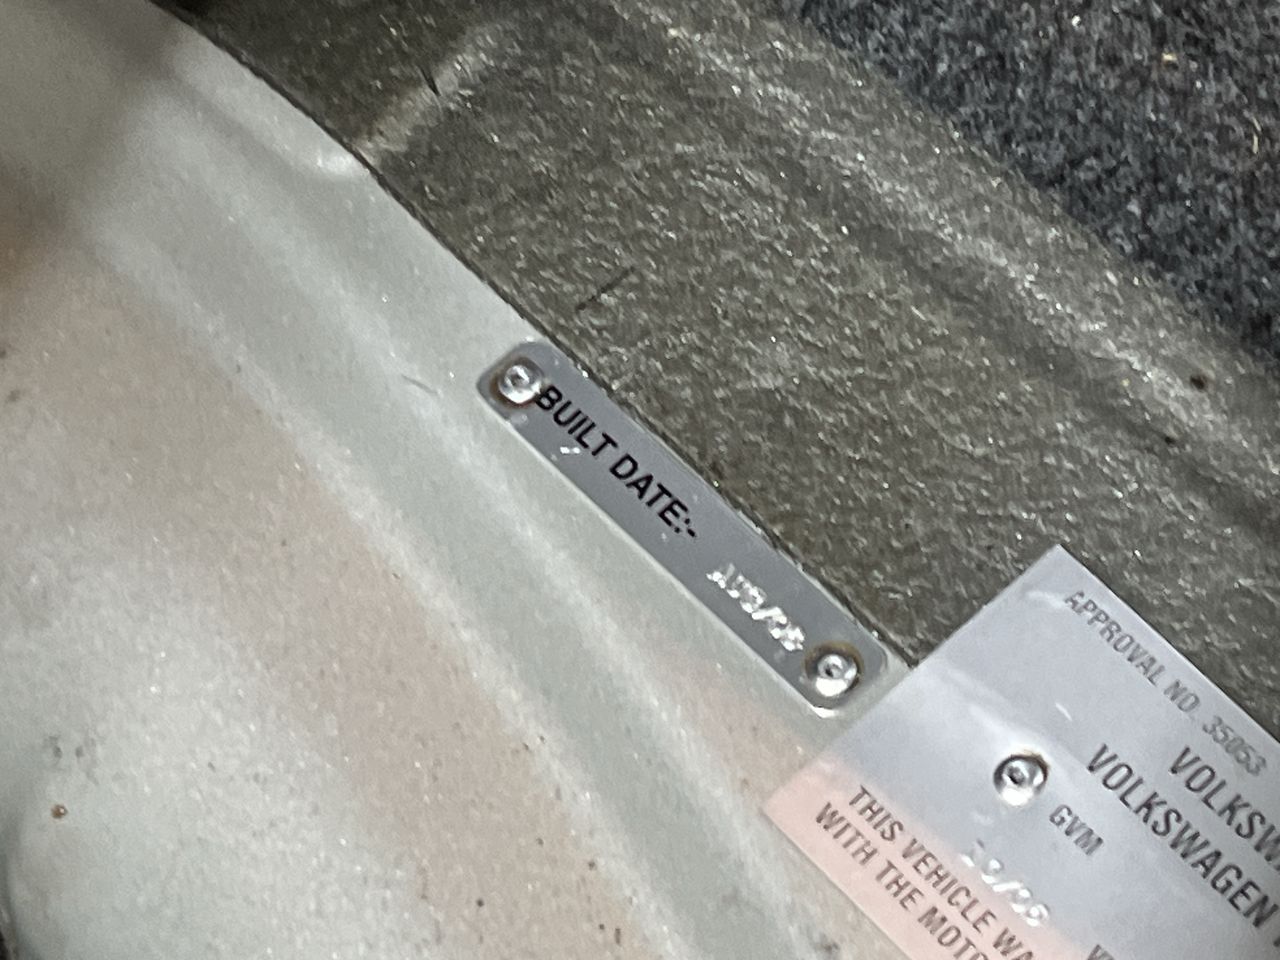 BUILT DATE:-
APPROVAL NO. 35063
VOLKSW
VOLKSWAGEN
GVM
THIS VEHICLE WA
WITH THE MOTO